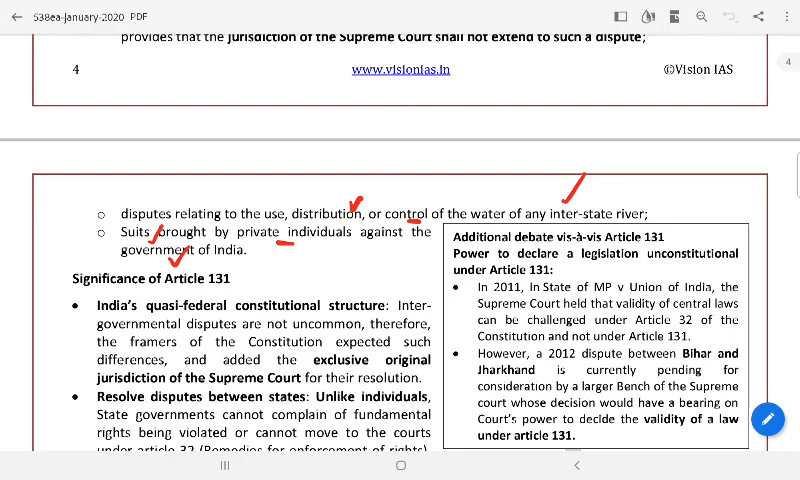 538ea-January-2020 PDF
provides that the jurisdiction of the Supreme Court shall not extend to such a dispute;
4 www.visionias.in ©Vision IAS
4
o disputes relating to the use, distribution, or control of the water of any inter-state river;
o Suits brought by private individuals against the
government of India.
Significance of Article 131
• India's quasi-federal constitutional structure: Inter-
governmental disputes are not uncommon, therefore,
the framers of the Constitution expected such
differences, and added the exclusive original
jurisdiction of the Supreme Court for their resolution.
• Resolve disputes between states: Unlike individuals,
State governments cannot complain of fundamental
rights being violated or cannot move to the courts
under article 32 (Remedies for enforcement of rights).
Additional debate vis-à-vis Article 131
Power to declare a legislation unconstitutional
under Article 131:
• In 2011, in State of MP v Union of India, the
Supreme Court held that validity of central laws
can be challenged under Article 32 of the
Constitution and not under Article 131.
• However, a 2012 dispute between Bihar and
Jharkhand is currently pending for
consideration by a larger Bench of the Supreme
court whose decision would have a bearing on
Court's power to decide the validity of a law
under article 131.